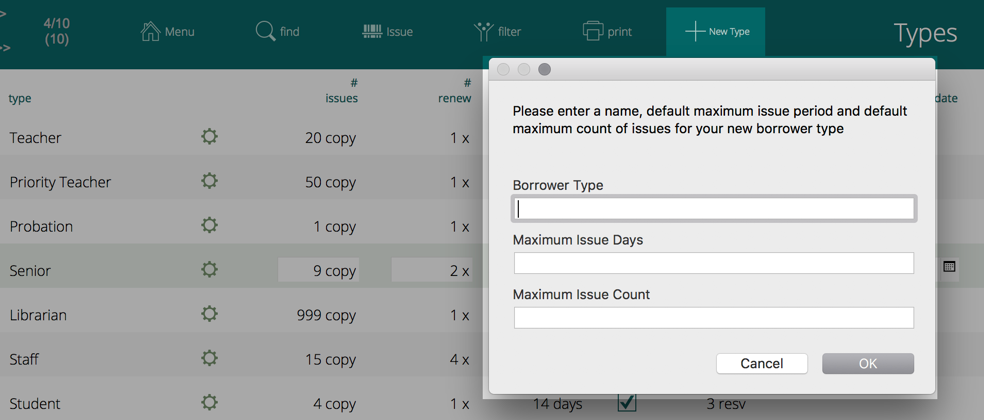 >
>>
4/10
(10)
Menu
find
Issue
filter
print
New Type
Types
type
# issues
# renew
date
Teacher 20 copy 1 x
Priority Teacher 50 copy 1 x
Probation 1 copy 1 x
Senior 9 copy 2 x
Librarian 999 copy 1 x
Staff 15 copy 4 x
Student 4 copy 1 x 14 days 3 resv
Please enter a name, default maximum issue period and default
maximum count of issues for your new borrower type
Borrower Type
Maximum Issue Days
Maximum Issue Count
Cancel
OK